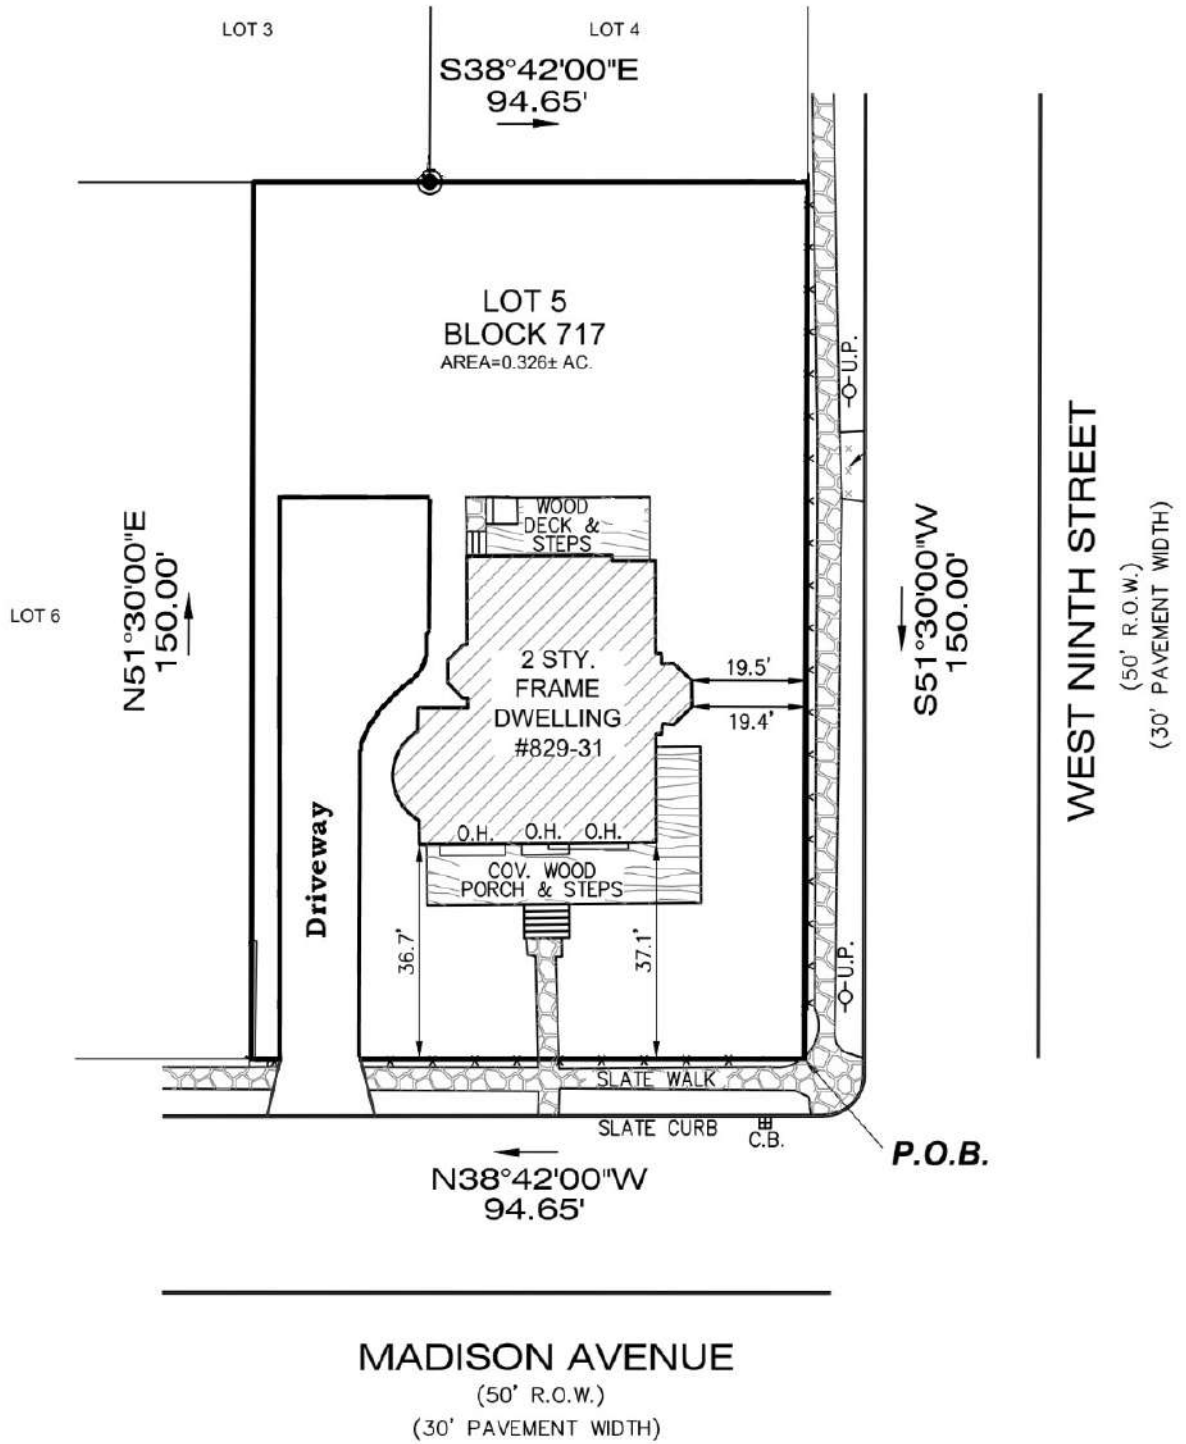 LOT 3
LOT 4
S38°42'00"E
94.65'
LOT 5
BLOCK 717
AREA=0.326± AC.
U.P.
WOOD
DECK &
STEPS
N51°30'00"E
150.00'
LOT 6
S51°30'00"W
150.00'
WEST NINTH STREET
(50' R.O.W.)
(30' PAVEMENT WIDTH)
2 STY.
FRAME
DWELLING
#829-31
19.5'
19.4'
Driveway
O.H. O.H. O.H.
COV. WOOD
PORCH & STEPS
36.7'
37.1'
U.P.
SLATE WALK
SLATE CURB
C.B.
P.O.B.
N38°42'00"W
94.65'
MADISON AVENUE
(50' R.O.W.)
(30' PAVEMENT WIDTH)